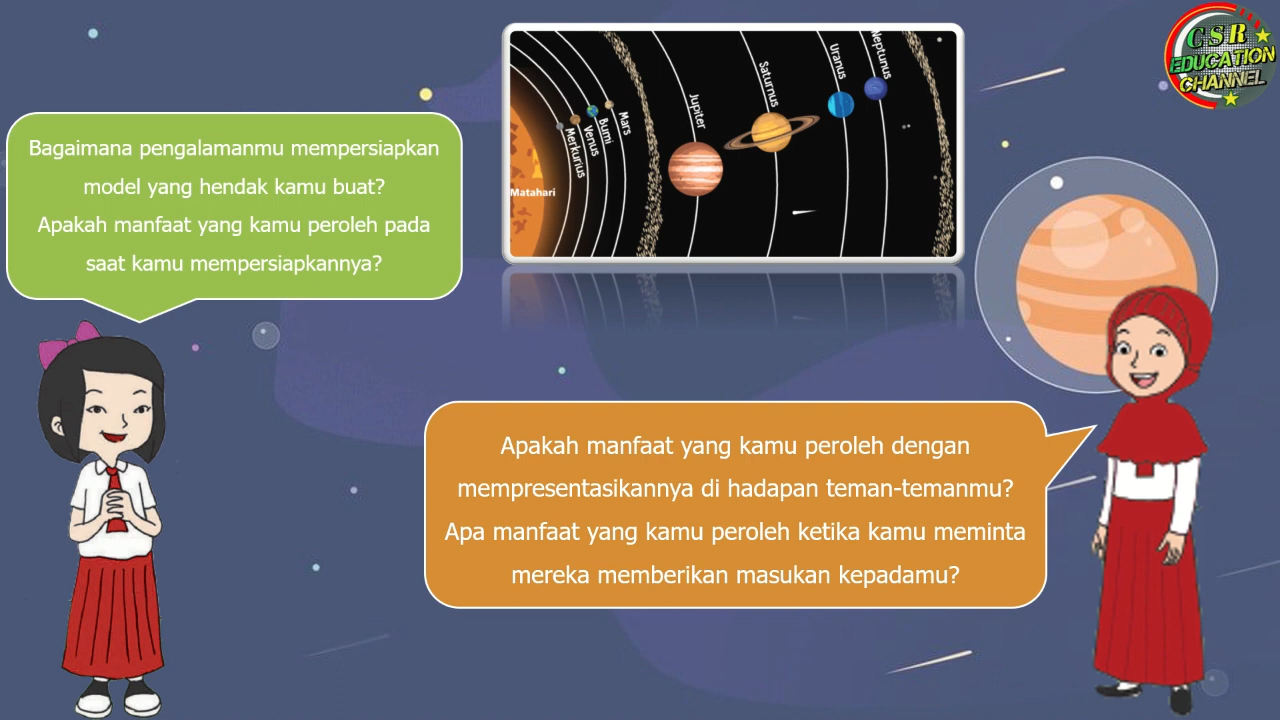 Bagaimana pengalamanmu mempersiapkan
model yang hendak kamu buat?
Apakah manfaat yang kamu peroleh pada
saat kamu mempersiapkannya?
Matahari
Merkurius
Venus
Bumi
Mars
Jupiter
Saturnus
Uranus
Neptunus
CSR
EDUCATION
CHANNEL
Apakah manfaat yang kamu peroleh dengan
mempresentasikannya di hadapan teman-temanmu?
Apa manfaat yang kamu peroleh ketika kamu meminta
mereka memberikan masukan kepadamu?